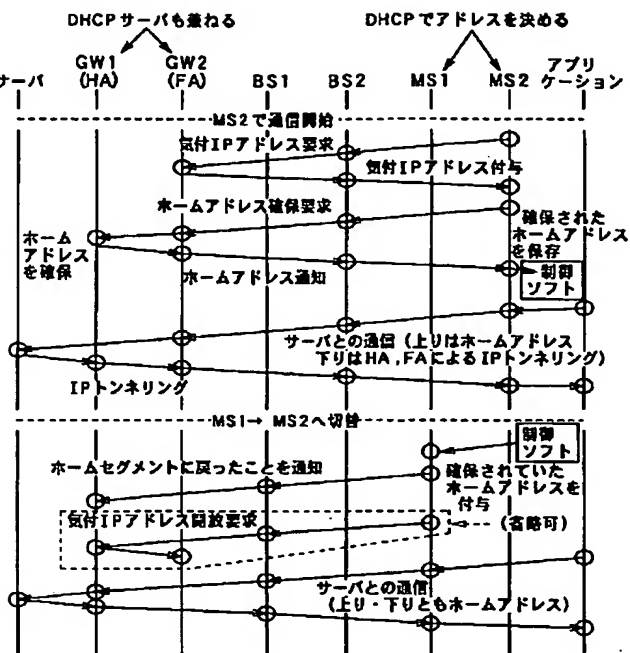 DHCPサーバも兼ねる
DHCPでアドレスを決める
サーバ
GW1
(HA)
GW2
(FA)
BS1
BS2
MS1
MS2
アプリ
ケーション
MS2で通信開始
気付IPアドレス要求
気付IPアドレス付与
ホームアドレス確保要求
ホーム
アドレス
を確保
確保された
ホームアドレス
を保存
ホームアドレス通知
制御
ソフト
サーバとの通信(上りはホームアドレス
下りはHA,FAによるIPトンネリング)
IPトンネリング
MS1→MS2へ切替
制御
ソフト
ホームセグメントに戻ったことを通知
確保されていた
ホームアドレスを
付与
気付IPアドレス開放要求
(省略可)
サーバとの通信
(上り・下りともホームアドレス)